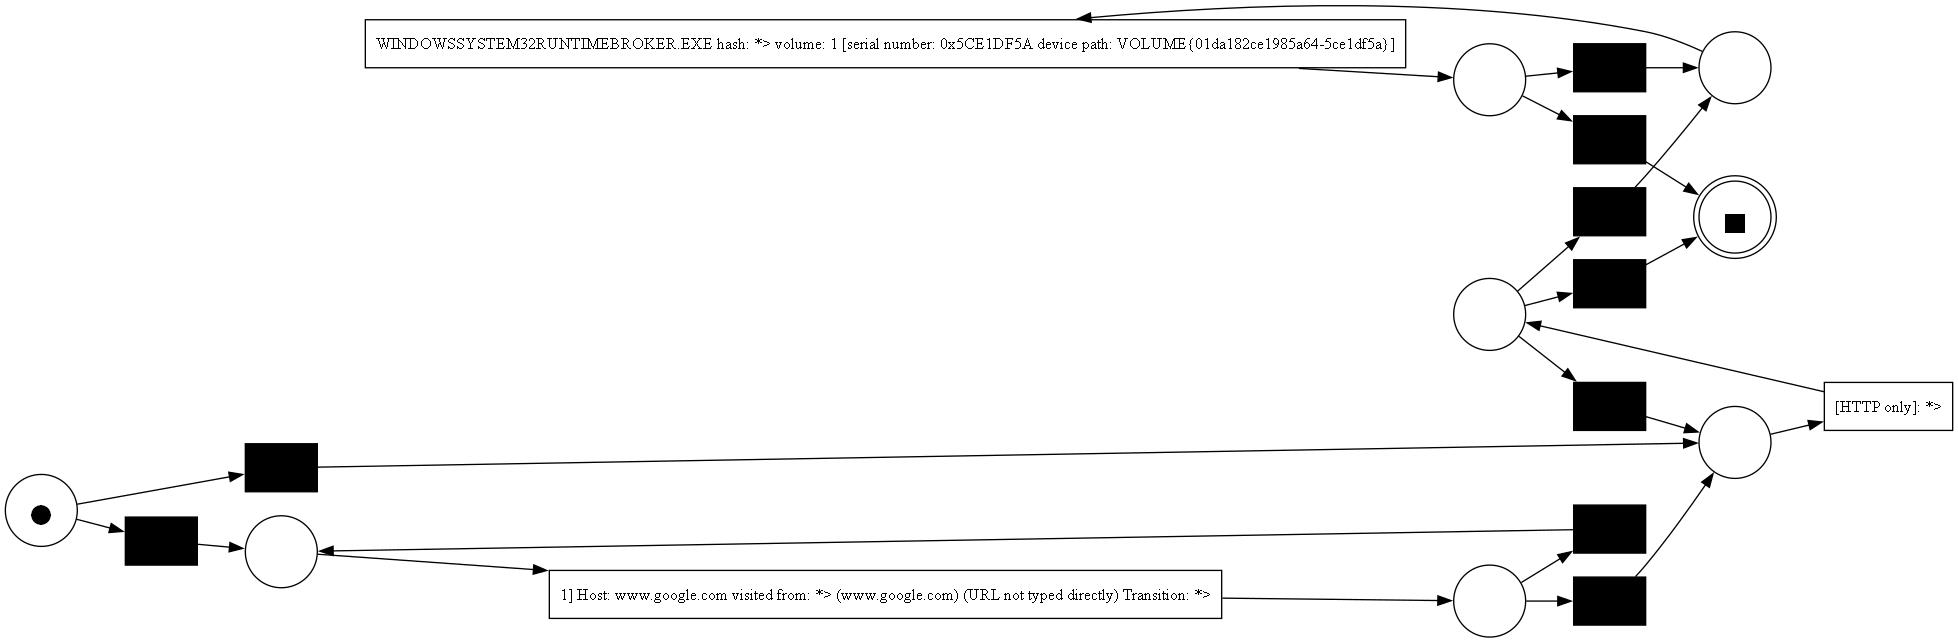 WINDOWSSYSTEM32RUNTIMEBROKER.EXE hash: *> volume: 1 [serial number: 0x5CE1DF5A device path: VOLUME{01da182ce1985a64-5ce1df5a}]
[HTTP only]: *>
1] Host: www.google.com visited from: *> (www.google.com) (URL not typed directly) Transition: *>